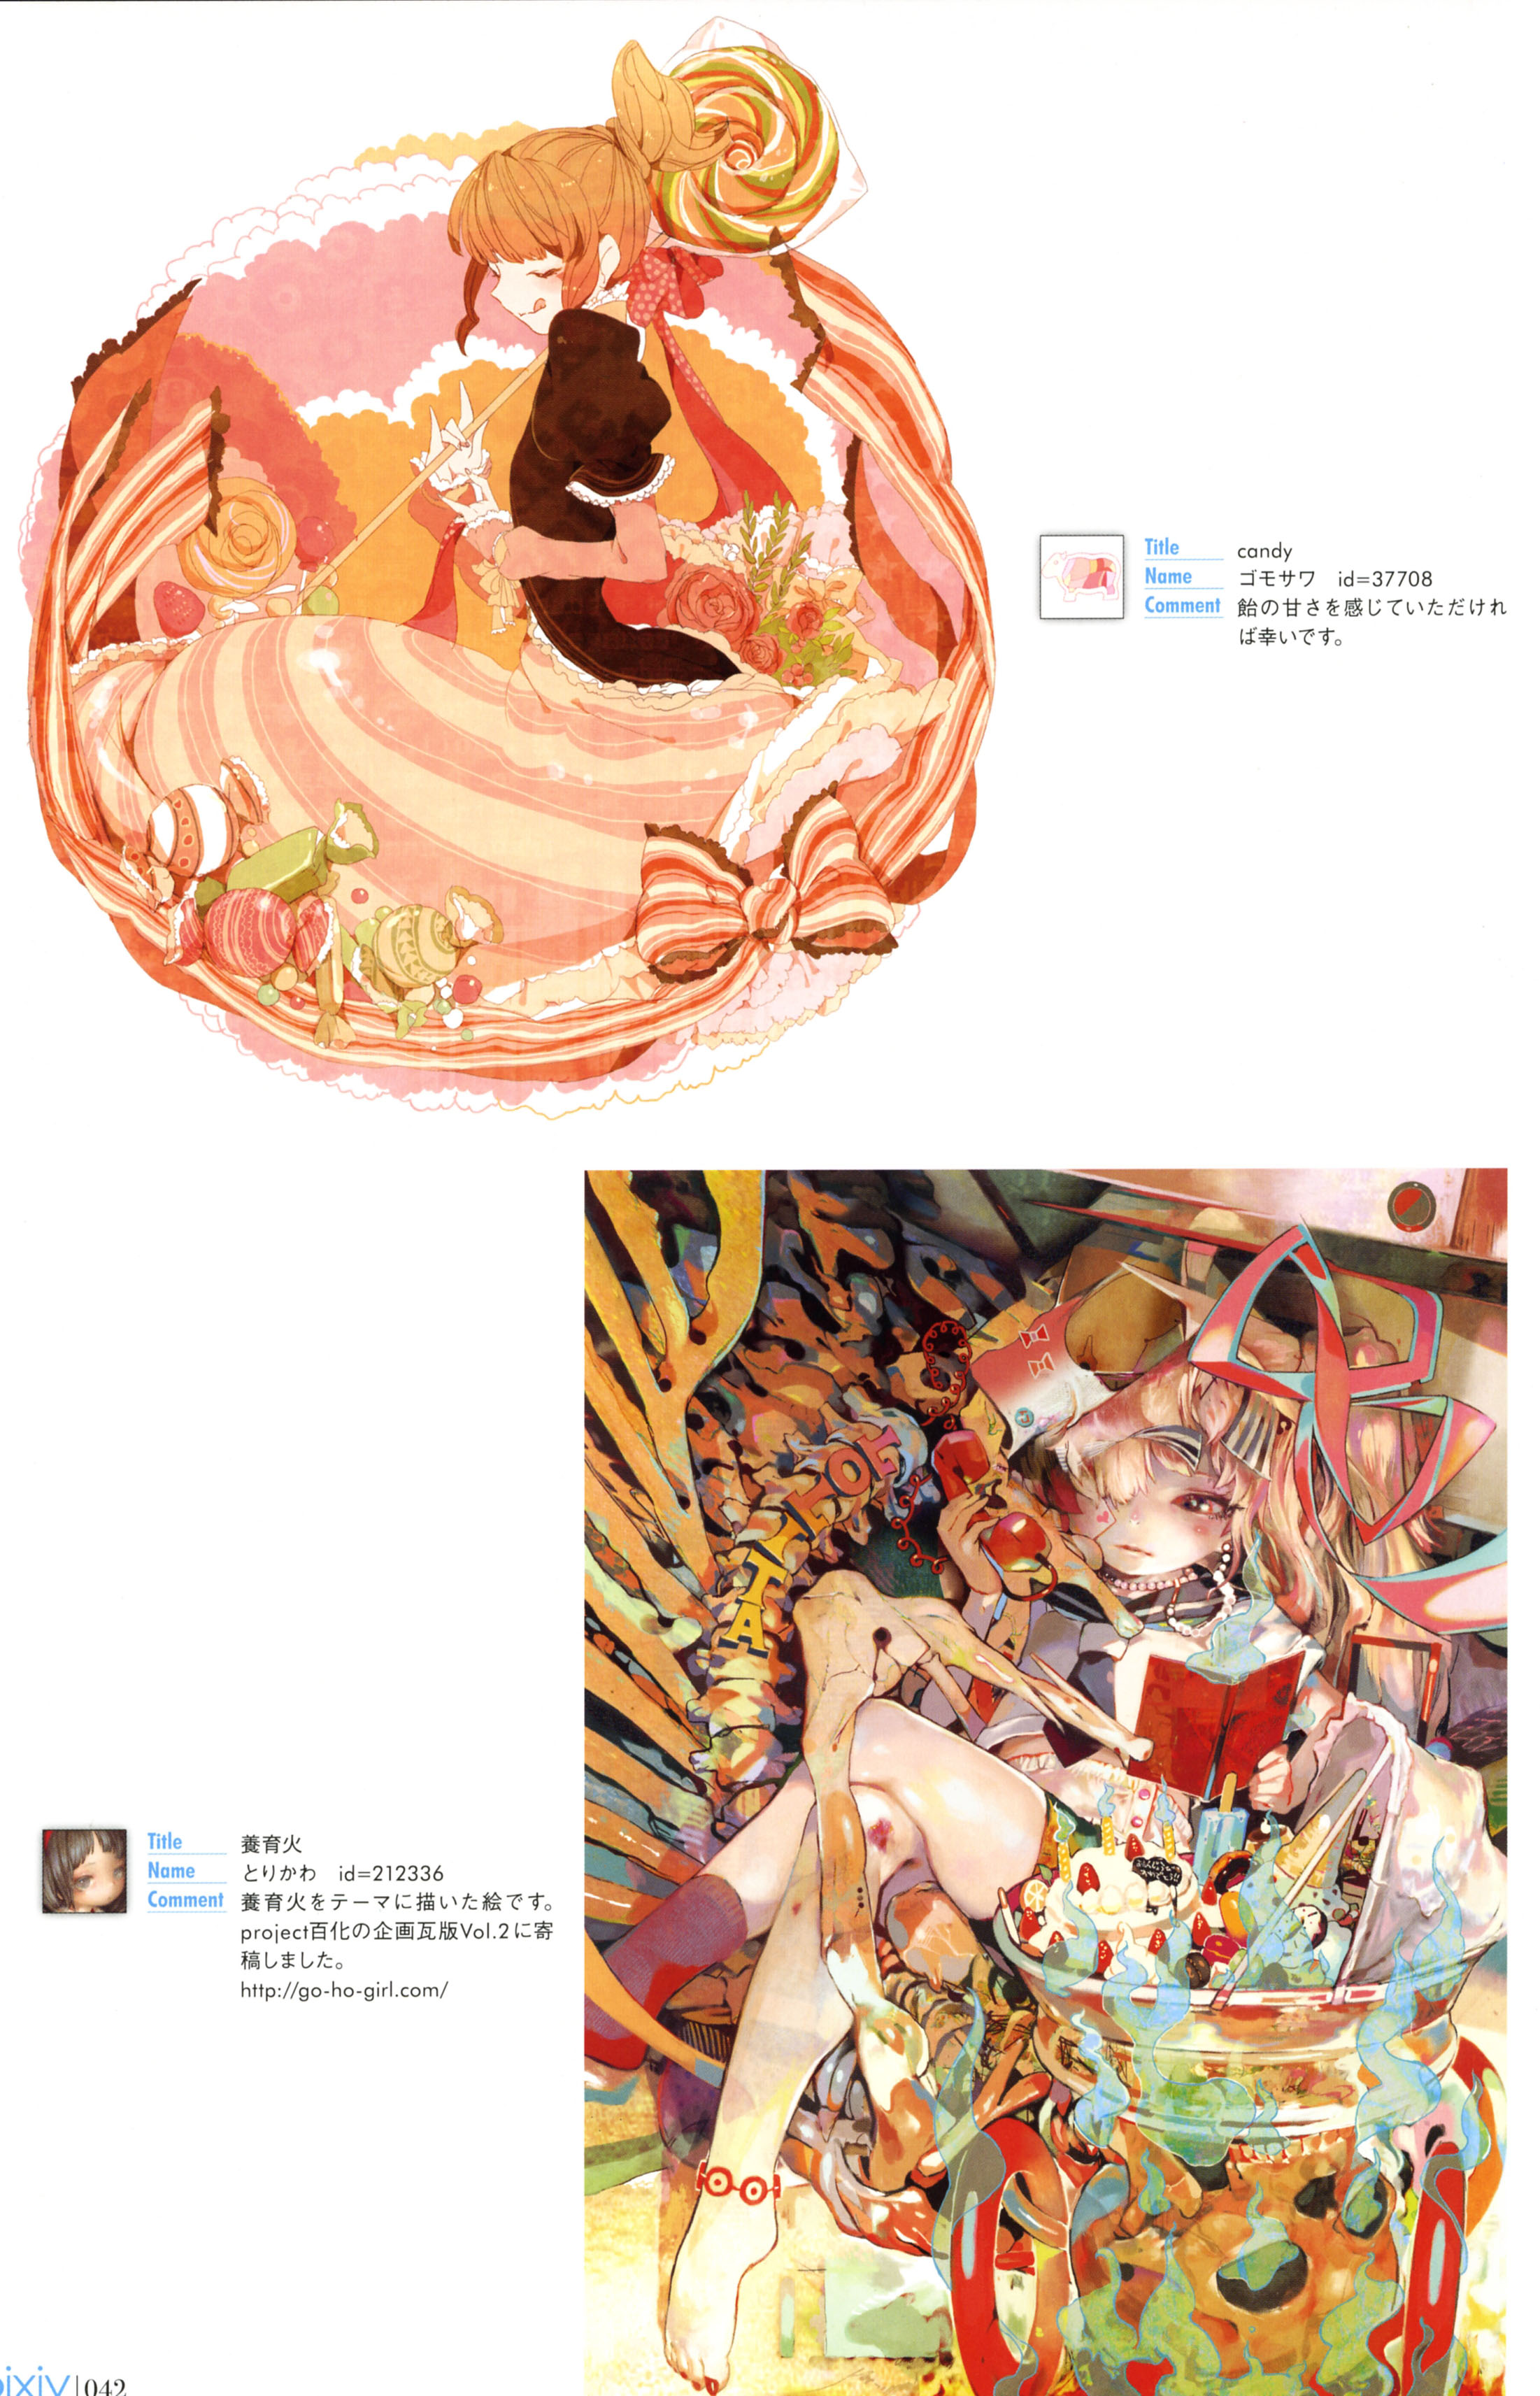 Title candy
Name ゴモサワ id=37708
Comment 飴の甘さを感じていただけれ
ば幸いです。
Title 養育火
Name とりかわ id=212336
Comment 養育火をテーマに描いた絵です。
project百化の企画瓦版Vol.2に寄
稿しました。
http://go-ho-girl.com/
pixiv|042